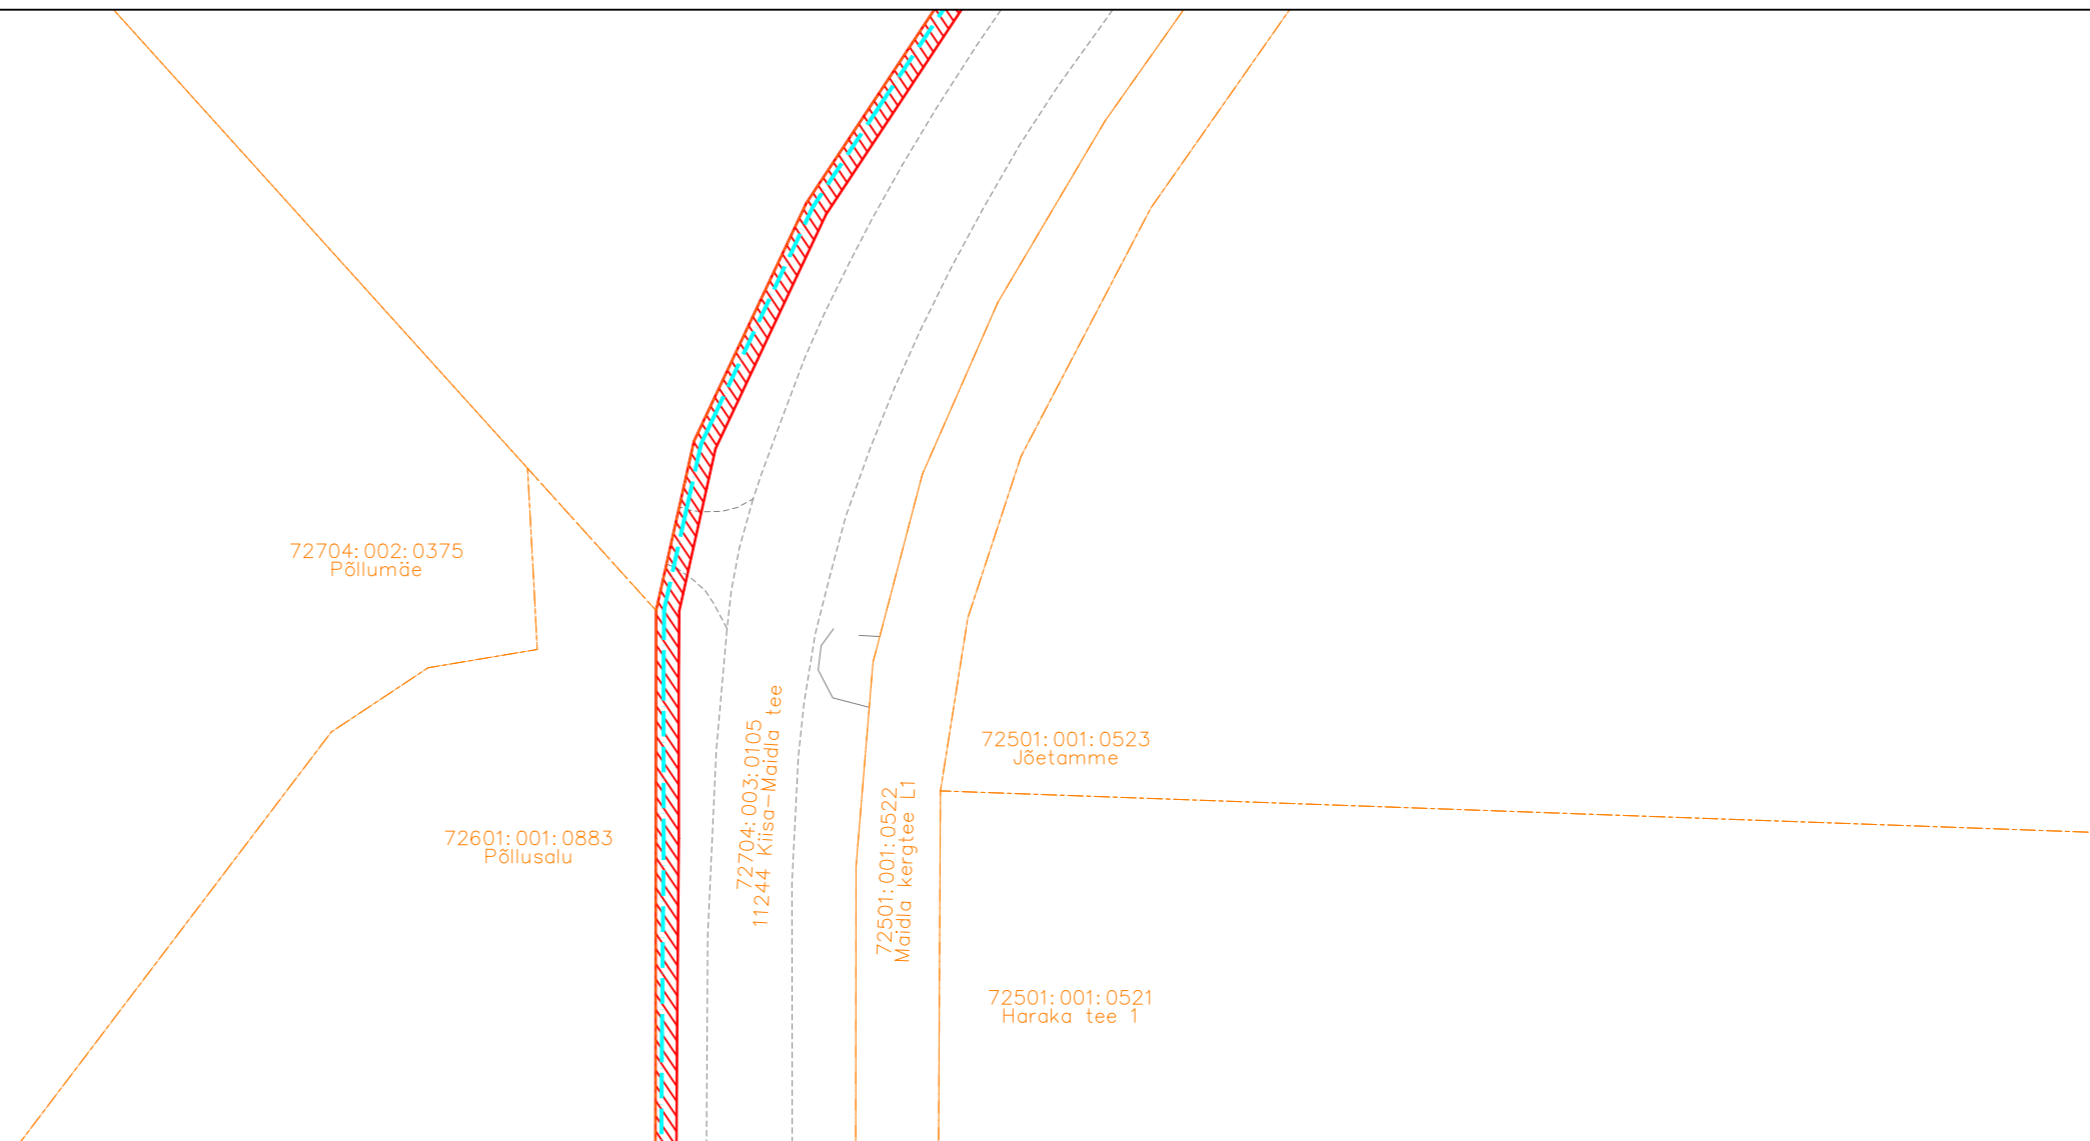 72704:002:0375
Põllumäe
72704:003:0105
11244 Kiisa-Maidla tee
72501:001:0523
Jõetamme
72501:001:0522
Maidla kergtee L1
72601:001:0883
Põllusalu
72501:001:0521
Haraka tee 1